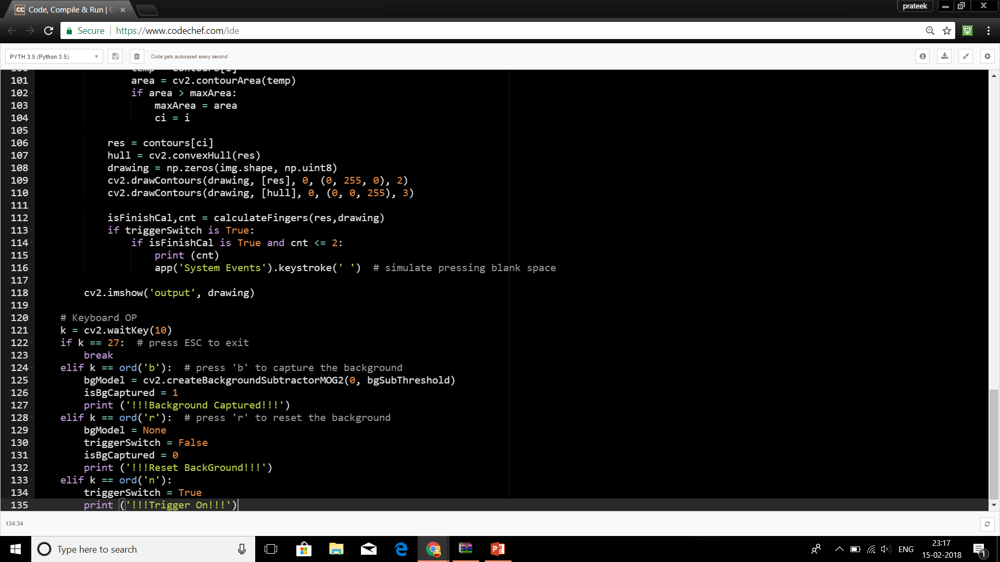 Code, Compile & Run | C
prateek
Secure https://www.codechef.com/ide
PYTH 3.5 (Python 3.5) Code gets autosaved every second
100 temp = contours[i]
101 area = cv2.contourArea(temp)
102 if area > maxArea:
103 maxArea = area
104 ci = i
105
106 res = contours[ci]
107 hull = cv2.convexHull(res)
108 drawing = np.zeros(img.shape, np.uint8)
109 cv2.drawContours(drawing, [res], 0, (0, 255, 0), 2)
110 cv2.drawContours(drawing, [hull], 0, (0, 0, 255), 3)
111
112 isFinishCal,cnt = calculateFingers(res,drawing)
113 if triggerSwitch is True:
114 if isFinishCal is True and cnt <= 2:
115 print (cnt)
116 app('System Events').keystroke(' ')  # simulate pressing blank space
117
118 cv2.imshow('output', drawing)
119
120 # Keyboard OP
121 k = cv2.waitKey(10)
122 if k == 27:  # press ESC to exit
123 break
124 elif k == ord('b'):  # press 'b' to capture the background
125 bgModel = cv2.createBackgroundSubtractorMOG2(0, bgSubThreshold)
126 isBgCaptured = 1
127 print ('!!!Background Captured!!!')
128 elif k == ord('r'):  # press 'r' to reset the background
129 bgModel = None
130 triggerSwitch = False
131 isBgCaptured = 0
132 print ('!!!Reset BackGround!!!')
133 elif k == ord('n'):
134 triggerSwitch = True
135 print ('!!!Trigger On!!!')
134:34
Type here to search
ENG
23:17
15-02-2018
1